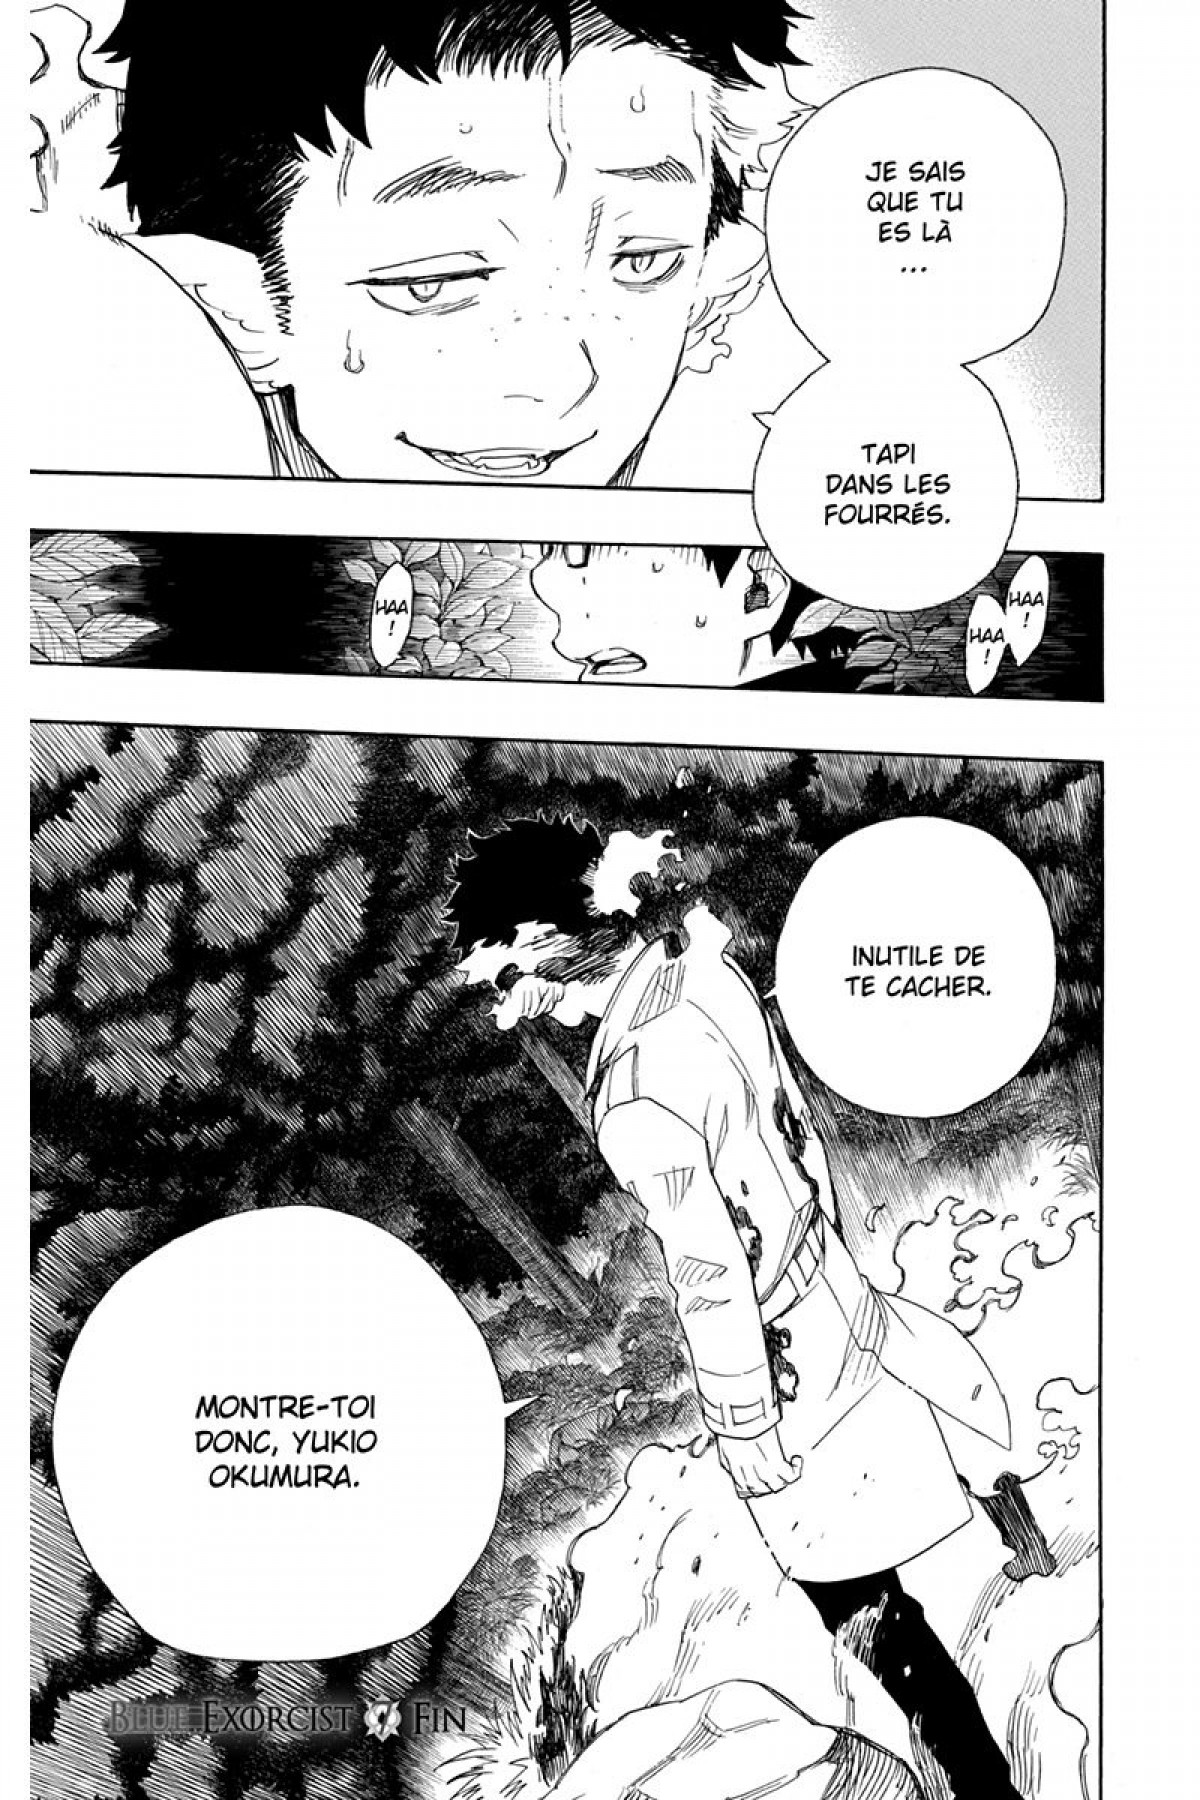 JE SAIS
QUE TU
ES LÀ
...
TAPI
DANS LES
FOURRÉS.
HAA
!
HAA
!
HAA
!
INUTILE DE
TE CACHER.
MONTRE-TOI
DONC, YUKIO
OKUMURA.
BLUE EXORCIST 7 FIN